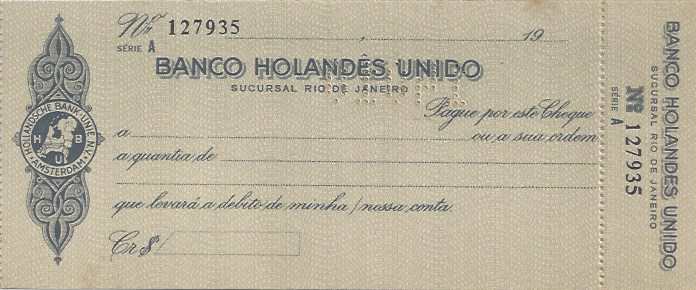 Nº 127935 19
SÉRIE A
BANCO HOLANDÊS UNIDO
SUCURSAL RIO DE JANEIRO
Pague por este Cheque
a ou a sua ordem
a quantia de
que levará a debito de minha/nossa conta.
Cr$
HOLLANDSCHE BANK-UNIE N.V.
AMSTERDAM
H B U
BANCO HOLANDÊS UNIDO
SUCURSAL RIO DE JANEIRO
SÉRIE A
Nº 127935